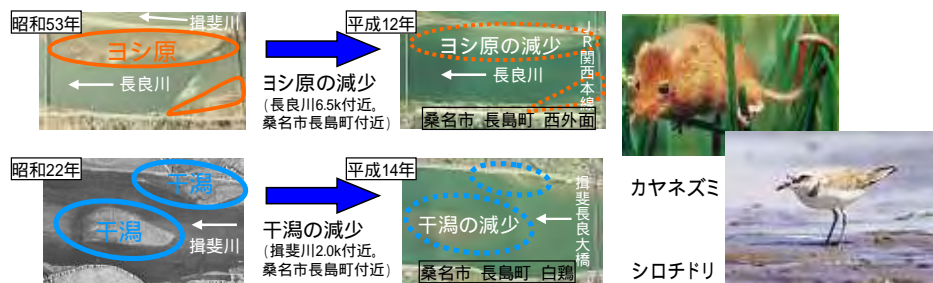 昭和53年
揖斐川
ヨシ原
長良川
ヨシ原の減少
(長良川6.5k付近。
桑名市長島町付近)
平成12年
ヨシ原の減少
長良川
JR関西本線
桑名市 長島町 西外面
昭和22年
干潟
干潟
揖斐川
干潟の減少
(揖斐川2.0k付近。
桑名市長島町付近)
平成14年
干潟の減少
揖斐長良大橋
桑名市 長島町 白鶏
カヤネズミ
シロチドリ